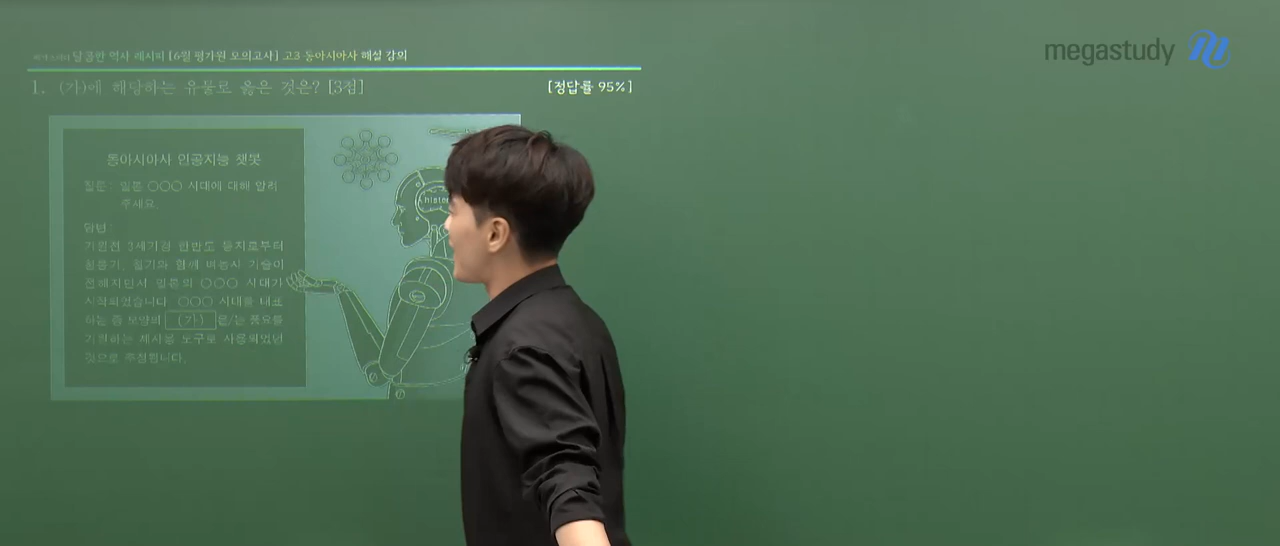 달콤한 역사 레시피 [6월 평가원 모의고사] 고3 동아시아사 해설 강의
megastudy
1. (가)에 해당하는 유물로 옳은 것은? [3점]
[정답률 95%]
동아시아사 인공지능 챗봇
질문: 일본 ○○○ 시대에 대해 알려
주세요.
답변:
기원전 3세기경 한반도 등지로부터
청동기, 철기와 함께 벼농사 기술이
전해지면서 일본의 ○○○ 시대가
시작되었습니다. ○○○ 시대를 대표
하는 종 모양의 (가) 은/는 풍요를
기원하는 제사용 도구로 사용되었던
것으로 추정합니다.
histor